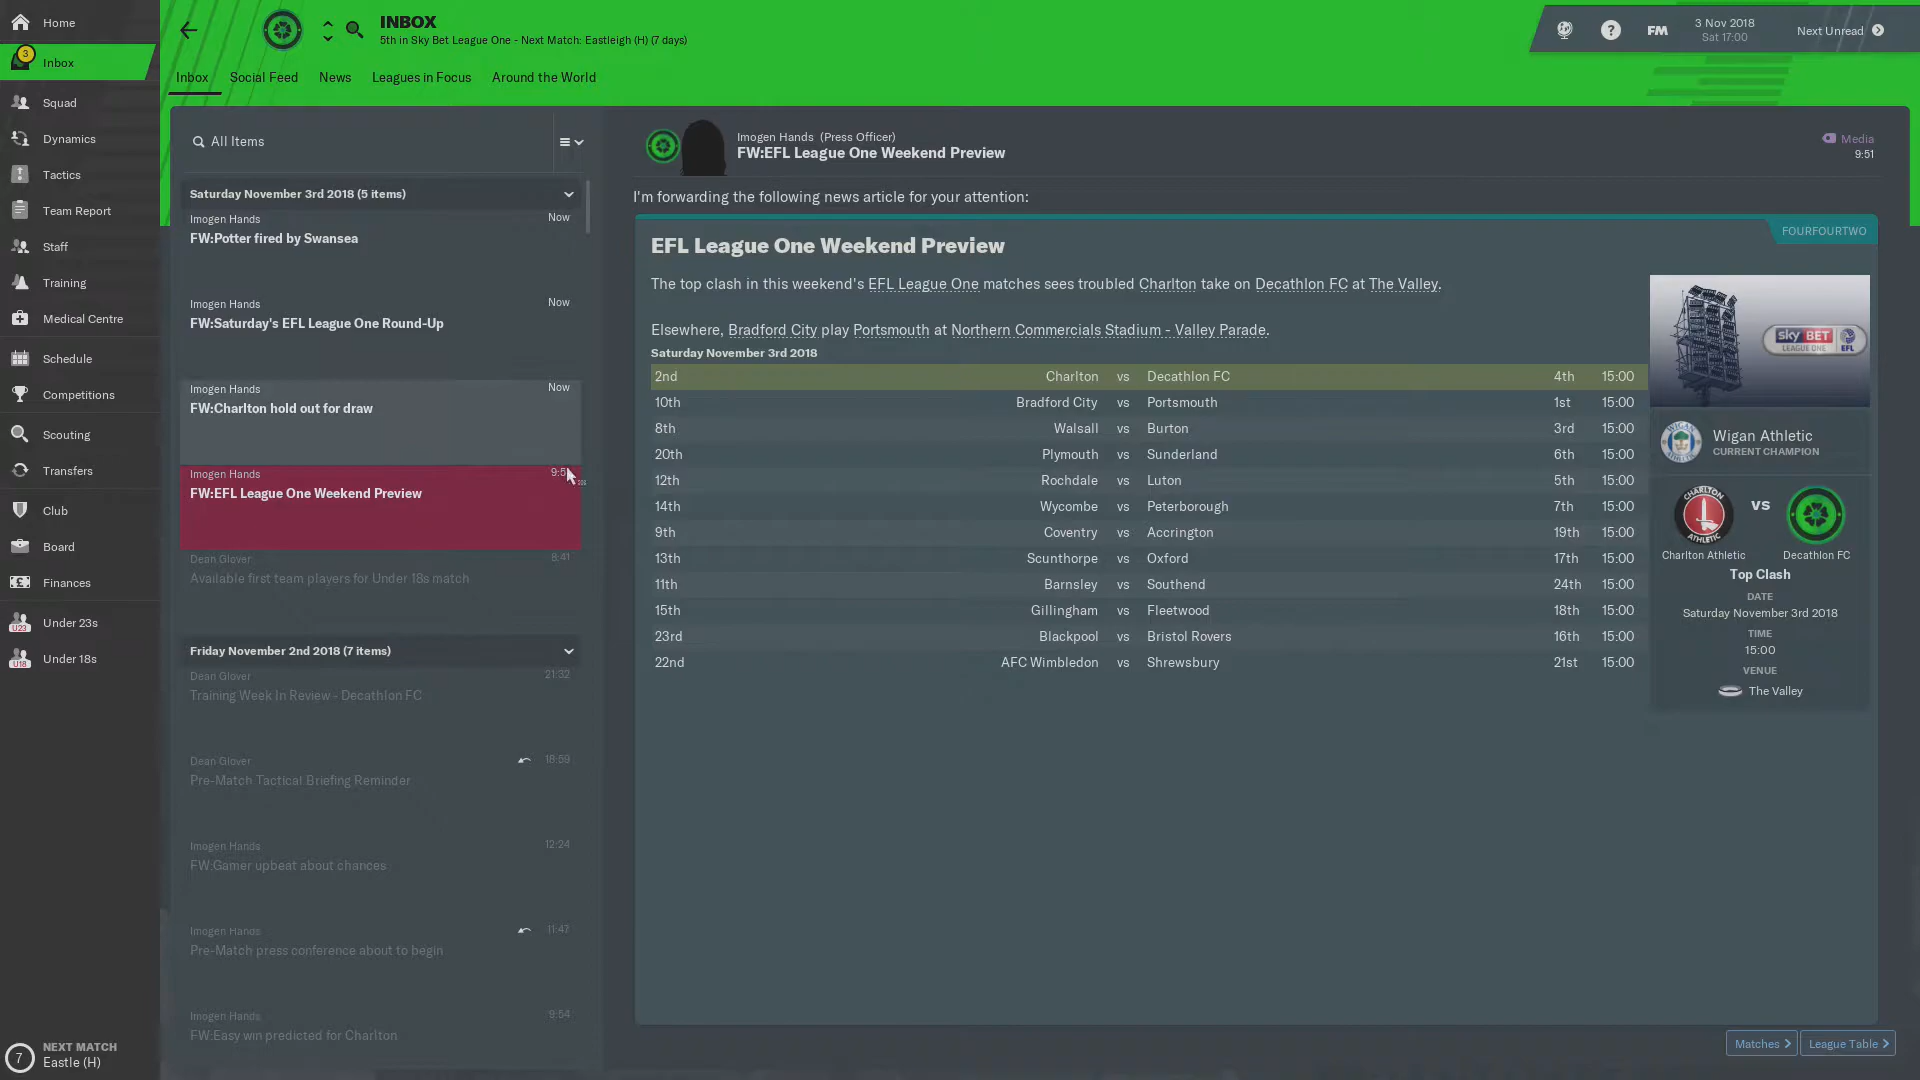 Home
3
Inbox
Squad
Dynamics
Tactics
Team Report
Staff
Training
Medical Centre
Schedule
Competitions
Scouting
Transfers
Club
Board
Finances
U23
Under 23s
U18
Under 18s
7
NEXT MATCH
Eastle (H)
INBOX
5th in Sky Bet League One - Next Match: Eastleigh (H) (7 days)
FM
3 Nov 2018
Sat 17:00
Next Unread
Inbox Social Feed News Leagues in Focus Around the World
All Items
Saturday November 3rd 2018 (5 items)
Imogen Hands Now
FW:Potter fired by Swansea
Imogen Hands Now
FW:Saturday's EFL League One Round-Up
Imogen Hands Now
FW:Charlton hold out for draw
Imogen Hands
FW:EFL League One Weekend Preview
Dean Glover 8:41
Available first team players for Under 18s match
Friday November 2nd 2018 (7 items)
Dean Glover 21:32
Training Week In Review - Decathlon FC
Dean Glover 18:59
Pre-Match Tactical Briefing Reminder
Imogen Hands 12:24
FW:Gamer upbeat about chances
Imogen Hands 11:47
Pre-Match press conference about to begin
Imogen Hands 9:54
FW:Easy win predicted for Charlton
Imogen Hands (Press Officer)
FW:EFL League One Weekend Preview
Media
9:51
I'm forwarding the following news article for your attention:
FOURFOURTWO
EFL League One Weekend Preview
The top clash in this weekend's EFL League One matches sees troubled Charlton take on Decathlon FC at The Valley.
Elsewhere, Bradford City play Portsmouth at Northern Commercials Stadium - Valley Parade.
Saturday November 3rd 2018
2nd Charlton vs Decathlon FC 4th 15:00
10th Bradford City vs Portsmouth 1st 15:00
8th Walsall vs Burton 3rd 15:00
20th Plymouth vs Sunderland 6th 15:00
12th Rochdale vs Luton 5th 15:00
14th Wycombe vs Peterborough 7th 15:00
9th Coventry vs Accrington 19th 15:00
13th Scunthorpe vs Oxford 17th 15:00
11th Barnsley vs Southend 24th 15:00
15th Gillingham vs Fleetwood 18th 15:00
23rd Blackpool vs Bristol Rovers 16th 15:00
22nd AFC Wimbledon vs Shrewsbury 21st 15:00
sky BET
LEAGUE ONE EFL
Wigan Athletic
CURRENT CHAMPION
CHARLTON
ATHLETIC
VS
Charlton Athletic Decathlon FC
Top Clash
DATE
Saturday November 3rd 2018
TIME
15:00
VENUE
The Valley
Matches League Table